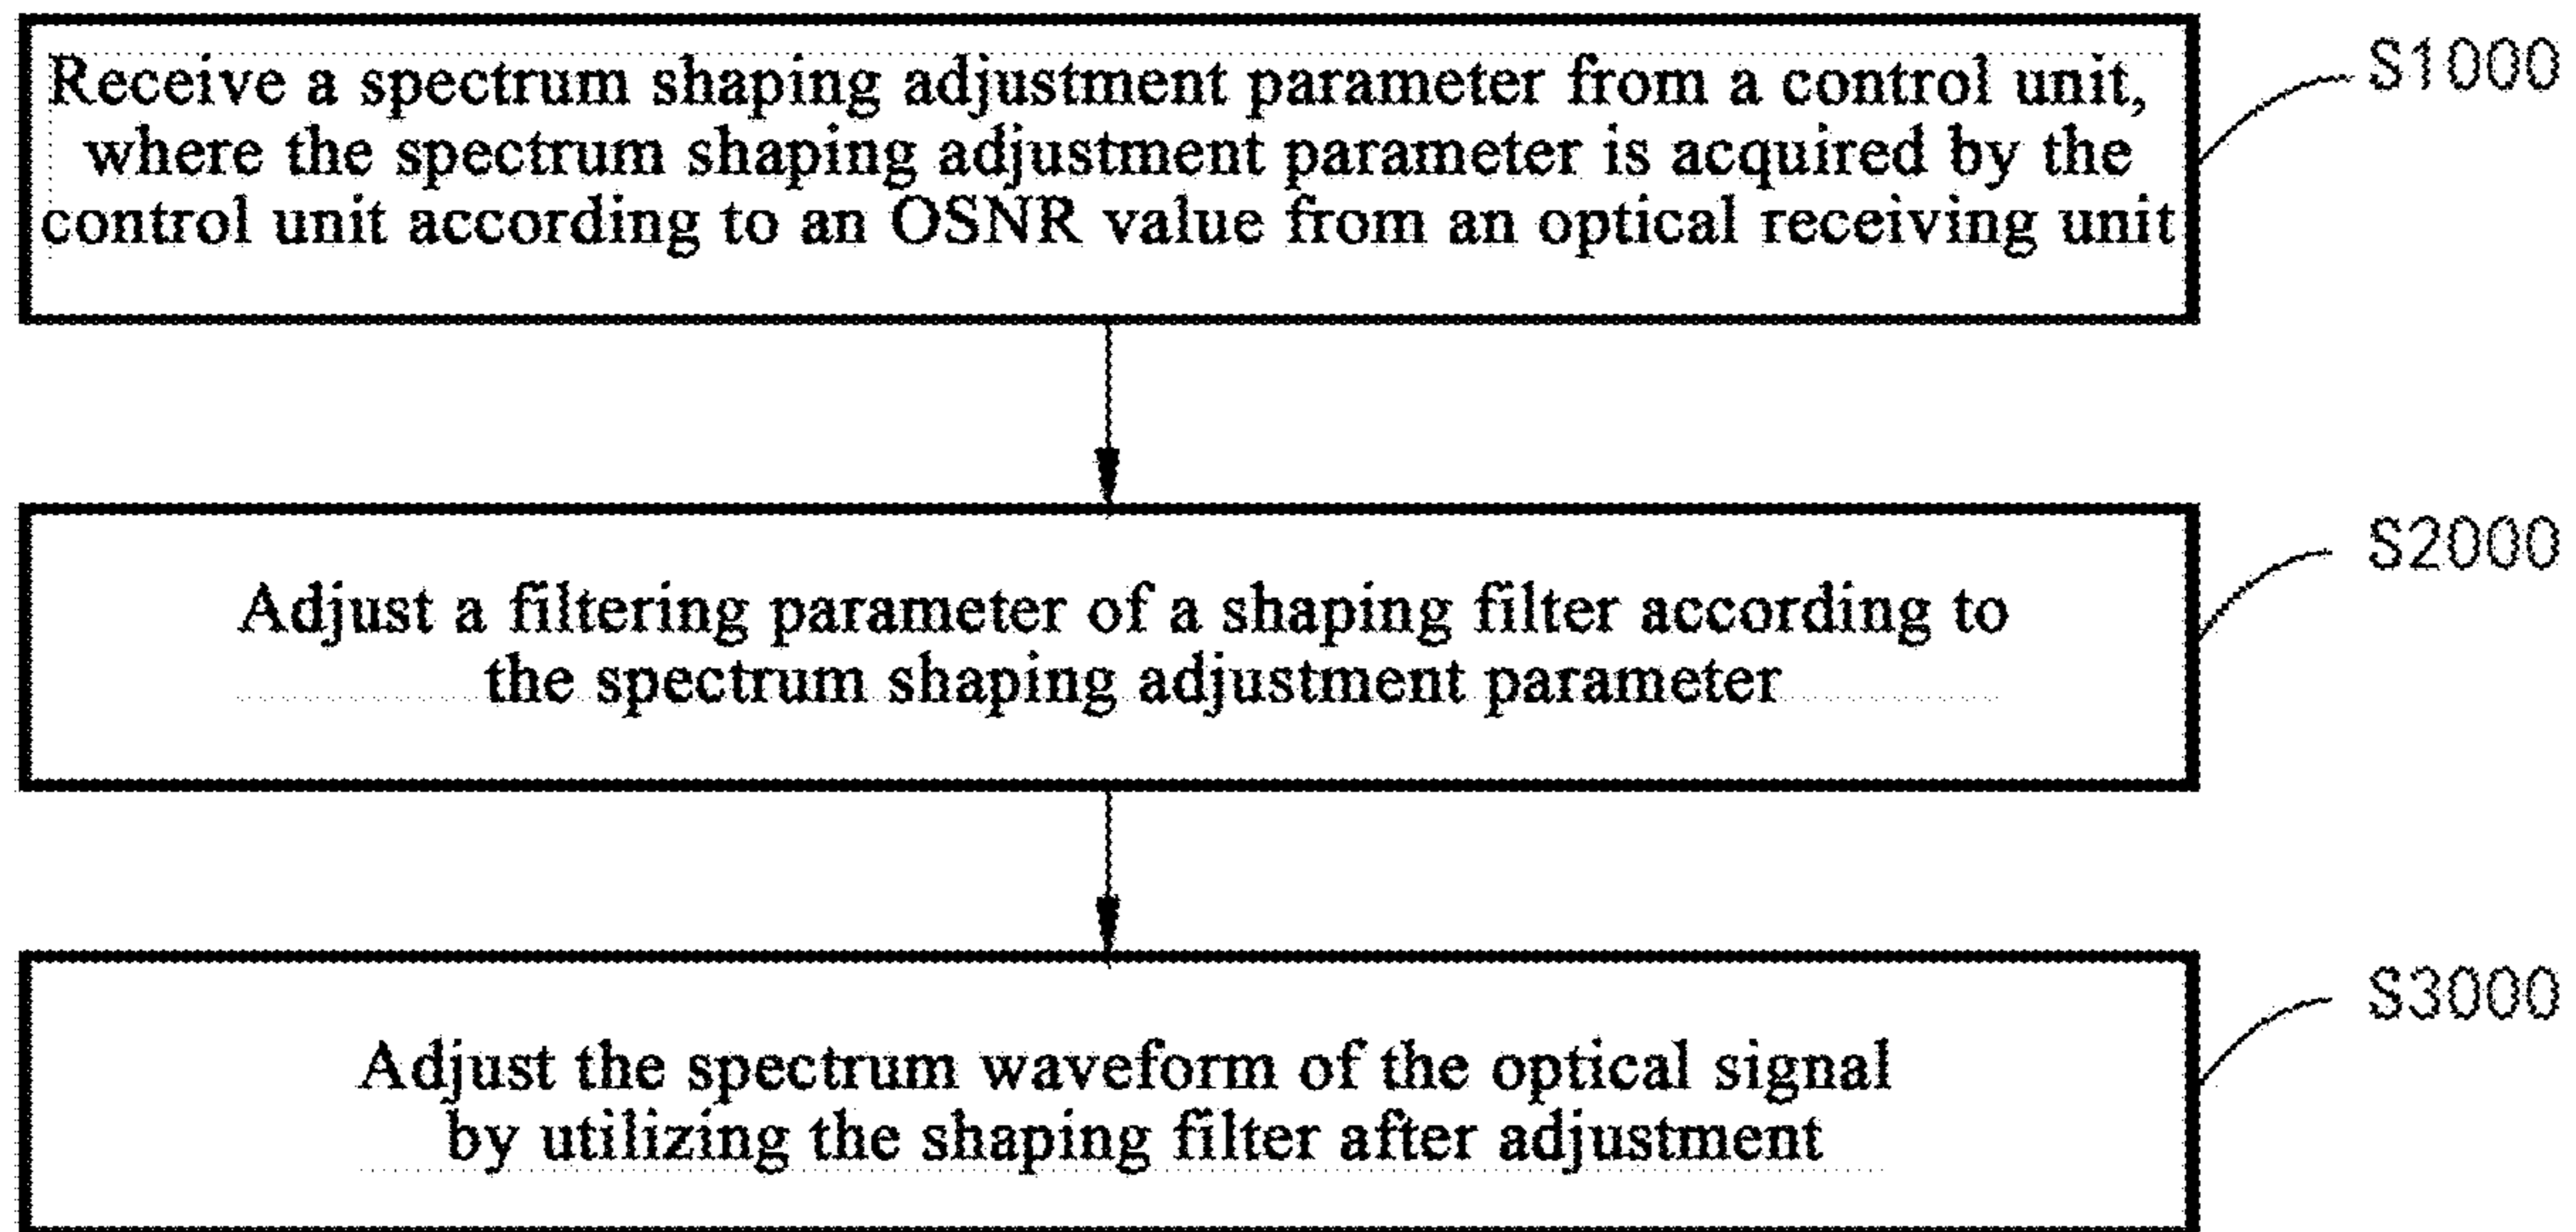 Receive a spectrum shaping adjustment parameter from a control unit,
where the spectrum shaping adjustment parameter is acquired by the
control unit according to an OSNR value from an optical receiving unit
S1000
Adjust a filtering parameter of a shaping filter according to
the spectrum shaping adjustment parameter
S2000
Adjust the spectrum waveform of the optical signal
by utilizing the shaping filter after adjustment
S3000